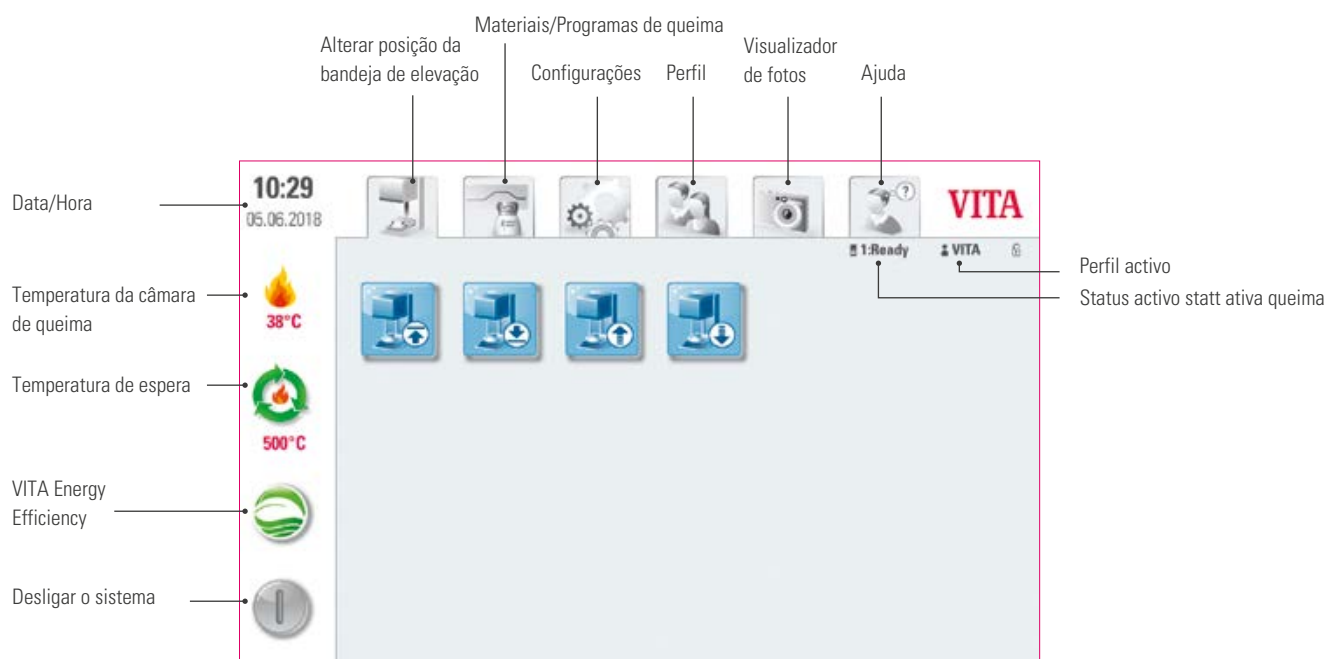 Materiais/Programas de queima
Alterar posição da
bandeja de elevação
Configurações
Perfil
Visualizador
de fotos
Ajuda
Data/Hora
10:29
05.06.2018
?
VITA
1:Ready
VITA
Perfil activo
Status activo statt ativa queima
Temperatura da câmara
de queima
38°C
Temperatura de espera
500°C
VITA Energy
Efficiency
Desligar o sistema